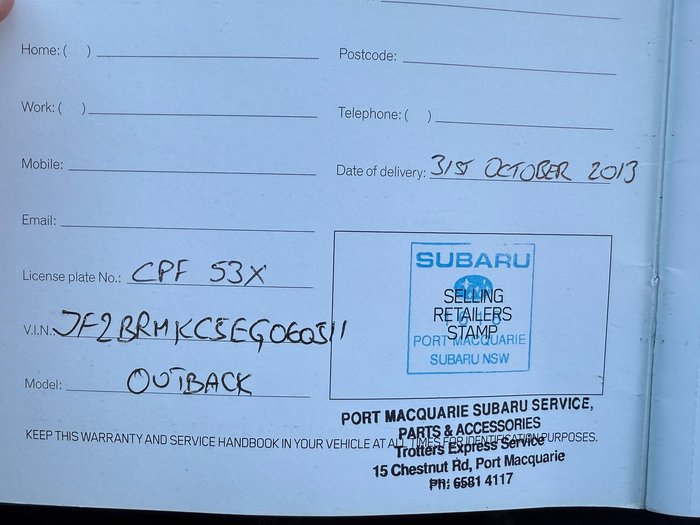 Home: ( )
Postcode:
Work: ( )
Telephone: ( )
Mobile:
Date of delivery: 31ST OCTOBER 2013
Email:
License plate No.: CPF 53X
SUBARU
SELLING
RETAILERS
STAMP
PORT MACQUARIE
SUBARU NSW
V.I.N.
Model: OUTBACK
PORT MACQUARIE SUBARU SERVICE,
PARTS & ACCESSORIES
KEEP THIS WARRANTY AND SERVICE HANDBOOK IN YOUR VEHICLE AT ALL TIMES FOR IDENTIFICATION PURPOSES.
Trotters Express Service
15 Chestnut Rd, Port Macquarie
Ph: 6581 4117